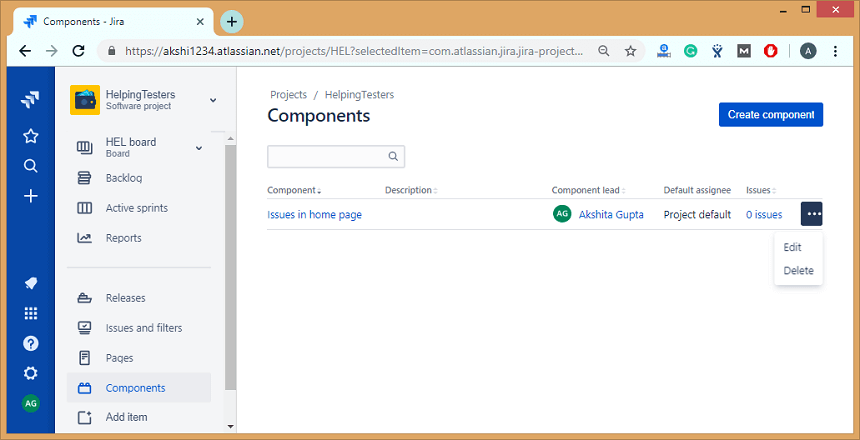 Components - Jira
https://akshi1234.atlassian.net/projects/HEL?selectedItem=com.atlassian.jira.jira-project...
A
HelpingTesters
Software project
HEL board
Board
Backlog
Active sprints
Reports
Releases
Issues and filters
Pages
Components
Add item
AG
Projects / HelpingTesters
Components
Create component
Component Description Component lead Default assignee Issues
Issues in home page AG Akshita Gupta Project default 0 issues
Edit
Delete